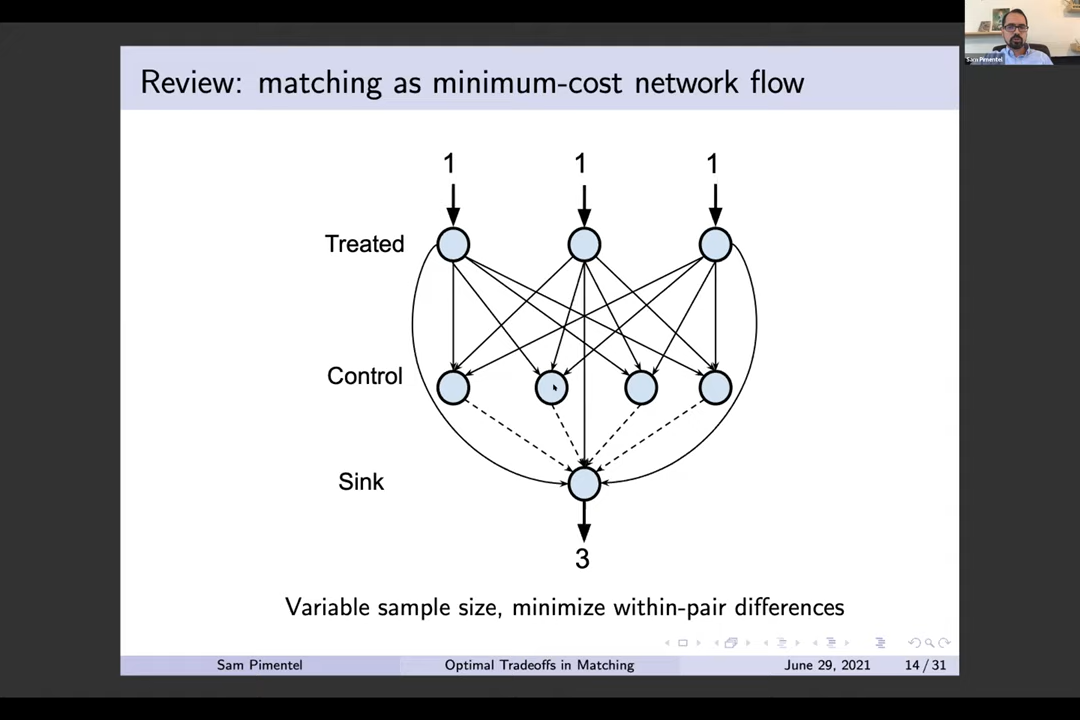 Sam Pimentel
Review: matching as minimum-cost network flow
1 1 1
Treated
Control
Sink
3
Variable sample size, minimize within-pair differences
Sam Pimentel Optimal Tradeoffs in Matching June 29, 2021 14 / 31